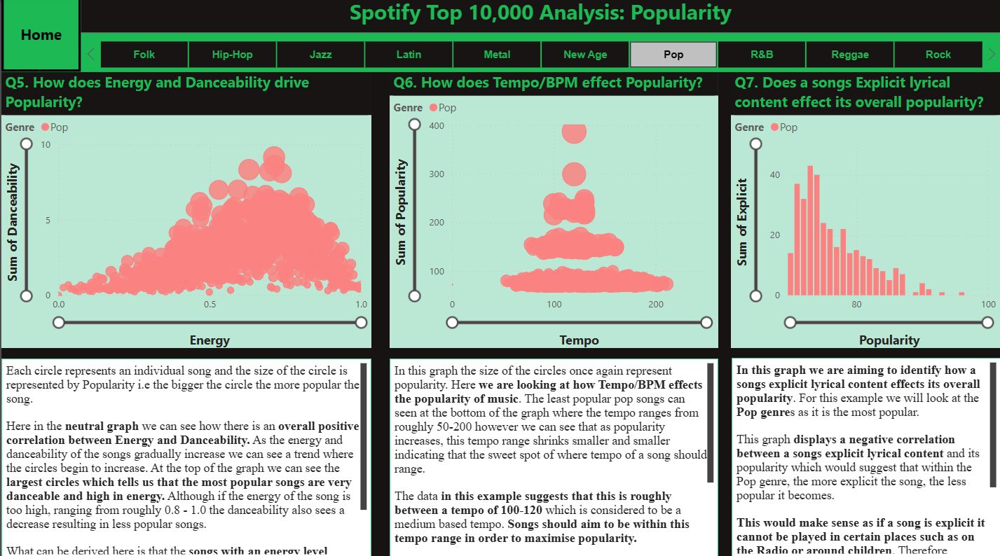 Spotify Top 10,000 Analysis: Popularity
Home
Folk
Hip-Hop
Jazz
Latin
Metal
New Age
Pop
R&B
Reggae
Rock
Q5. How does Energy and Danceability drive
Popularity?
Genre Pop
Sum of Danceability
10
5
0
0.0
0.5
1.0
Energy
Each circle represents an individual song and the size of the circle is
represented by Popularity i.e the bigger the circle the more popular the
song.
Here in the neutral graph we can see how there is an overall positive
correlation between Energy and Danceability. As the energy and
danceability of the songs gradually increase we can see a trend where
the circles begin to increase. At the top of the graph we can see the
largest circles which tells us that the most popular songs are very
danceable and high in energy. Although if the energy of the song is
too high, ranging from roughly 0.8 - 1.0 the danceability also sees a
decrease resulting in less popular songs.
What can be derived here is that the songs with an energy level
Q6. How does Tempo/BPM effect Popularity?
Genre Pop
Sum of Popularity
400
300
200
100
0
100
200
Tempo
In this graph the size of the circles once again represent
popularity. Here we are looking at how Tempo/BPM effects
the popularity of music. The least popular pop songs can
seen at the bottom of the graph where the tempo ranges from
roughly 50-200 however we can see that as popularity
increases, this tempo range shrinks smaller and smaller
indicating that the sweet spot of where tempo of a song should
range.
The data in this example suggests that this is roughly
between a tempo of 100-120 which is considered to be a
medium based tempo. Songs should aim to be within this
tempo range in order to maximise popularity.
Q7. Does a songs Explicit lyrical
content effect its overall popularity?
Genre Pop
Sum of Explicit
40
20
0
80
100
Popularity
In this graph we are aiming to identify how a
songs explicit lyrical content effects its overall
popularity. For this example we will look at the
Pop genres as it is the most popular.
This graph displays a negative correlation
between a songs explicit lyrical content and its
popularity which would suggest that within the
Pop genre, the more explicit the song, the less
popular it becomes.
This would make sense as if a song is explicit it
cannot be played in certain places such as on
the Radio or around children. Therefore